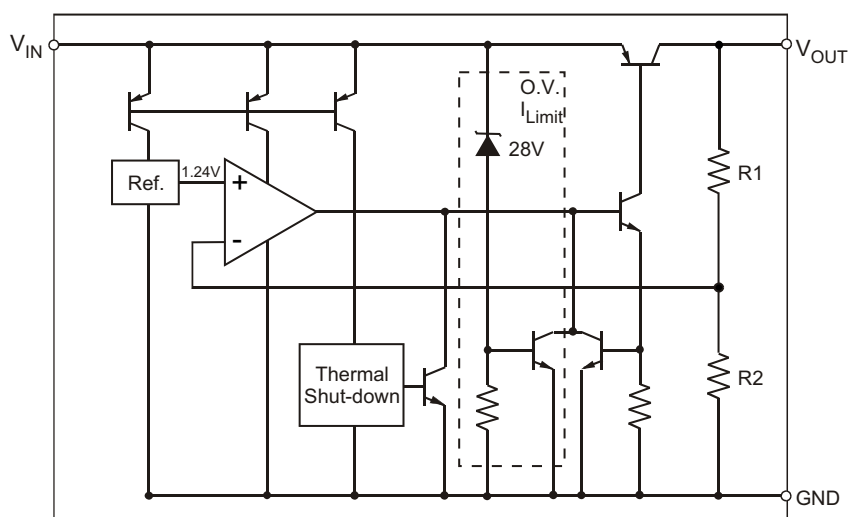 V_IN
V_OUT
O.V.
I_Limit
28V
R1
Ref.
1.24V
+
-
Thermal
Shut-down
R2
GND